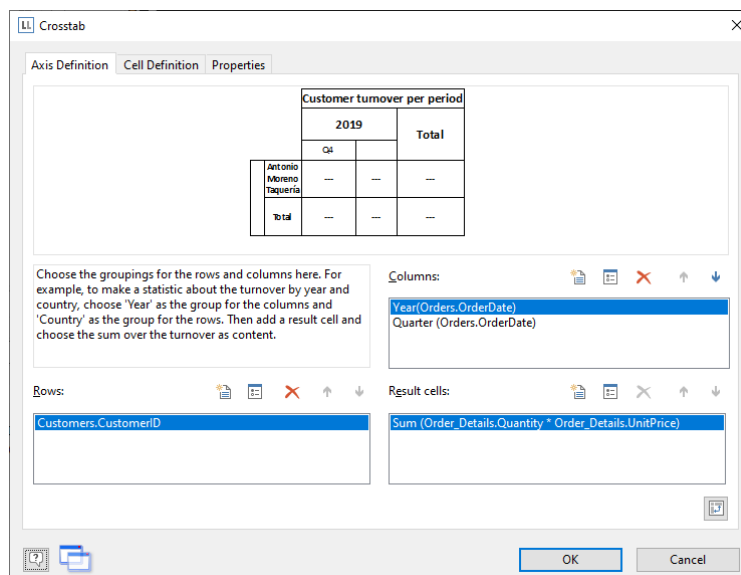 LL Crosstab
Axis Definition Cell Definition Properties
Customer turnover per period
2019 Total
Q4
Antonio
Moreno
Taquería
--- --- ---
Total --- --- ---
Choose the groupings for the rows and columns here. For
example, to make a statistic about the turnover by year and
country, choose 'Year' as the group for the columns and
'Country' as the group for the rows. Then add a result cell and
choose the sum over the turnover as content.
Columns:
Year(Orders.OrderDate)
Quarter (Orders.OrderDate)
Rows:
Customers.CustomerID
Result cells:
Sum (Order_Details.Quantity * Order_Details.UnitPrice)
OK Cancel